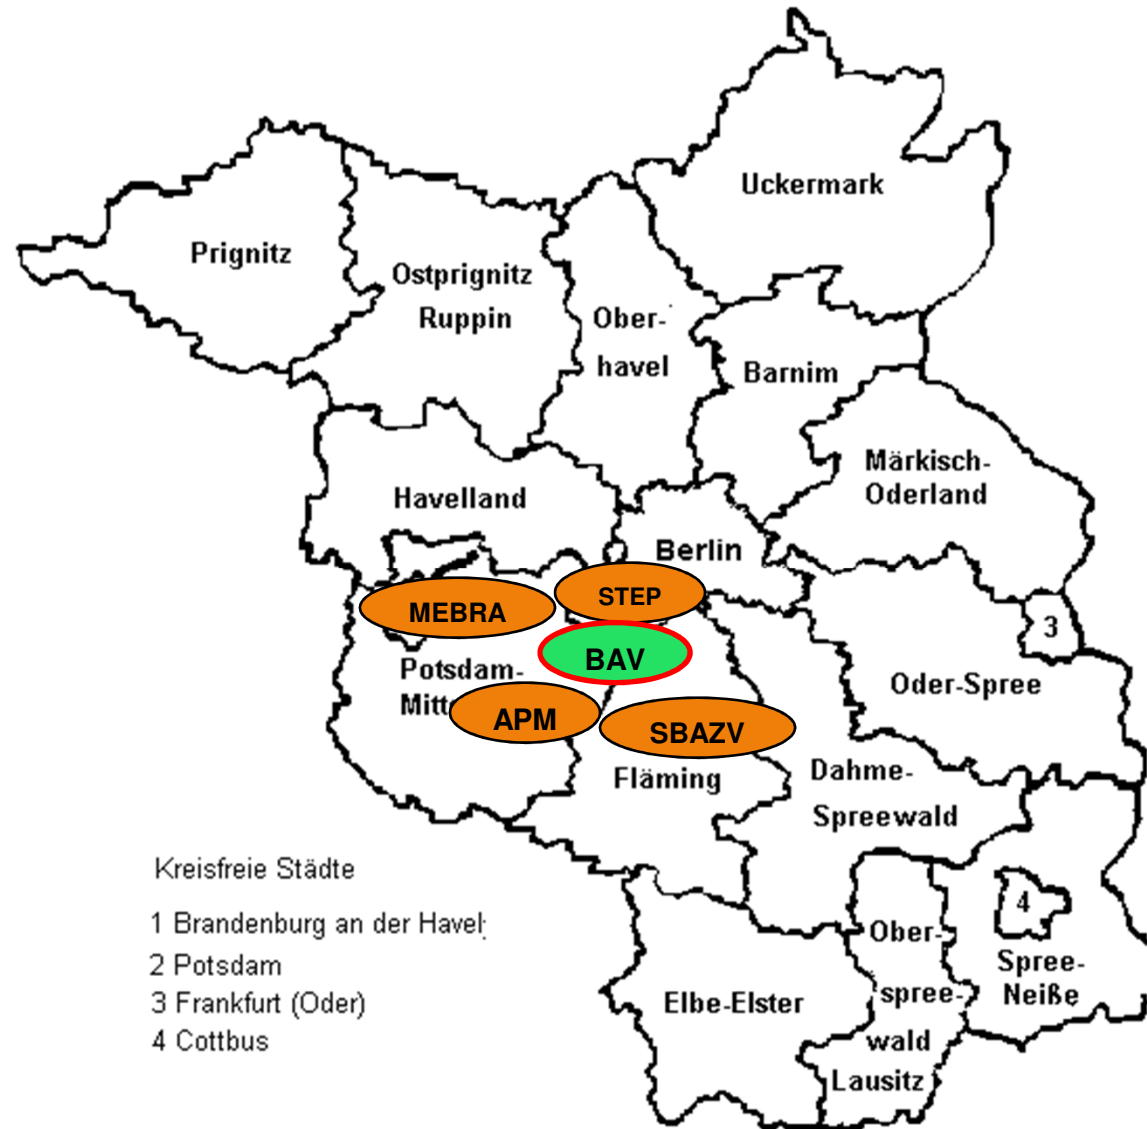 Uckermark
Prignitz
Ostprignitz
Ruppin
Ober-
havel
Barnim
Märkisch-
Oderland
Havelland
Berlin
MEBRA
STEP
3
BAV
Potsdam-
Mitt
Oder-Spree
APM
SBAZV
Fläming
Dahme-
Spreewald
Kreisfreie Städte
1 Brandenburg an der Havel
2 Potsdam
3 Frankfurt (Oder)
4 Cottbus
4
Ober-
spree-
wald
Lausitz
Spree-
Neiße
Elbe-Elster